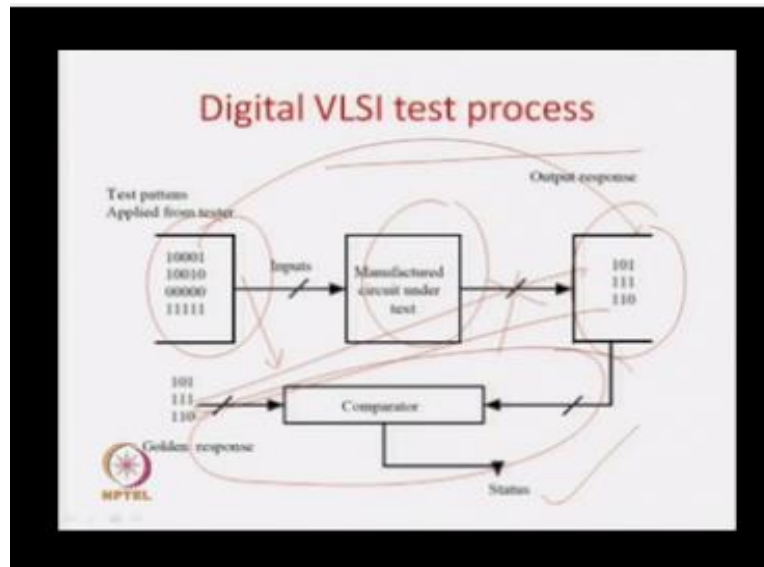 Digital VLSI test process
Output response
Test patterns
Applied from tester
10001
10010
00000
11111
Inputs
Manufactured
circuit under
test
101
111
110
101
111
110
Comparator
Golden response
Status
NPTEL